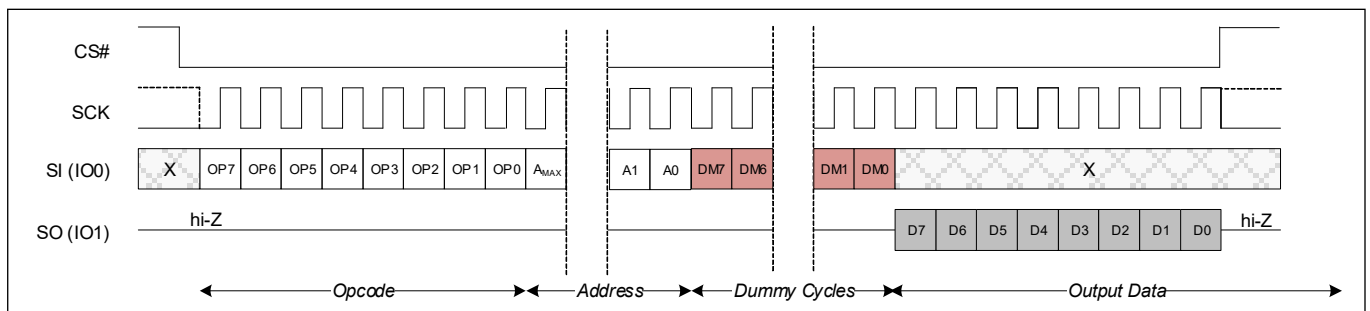 CS#
SCK
SI (IO0) X OP7 OP6 OP5 OP4 OP3 OP2 OP1 OP0 AMAX A1 A0 DM7 DM6 DM1 DM0 X
hi-Z
SO (IO1) D7 D6 D5 D4 D3 D2 D1 D0 hi-Z
Opcode Address Dummy Cycles Output Data